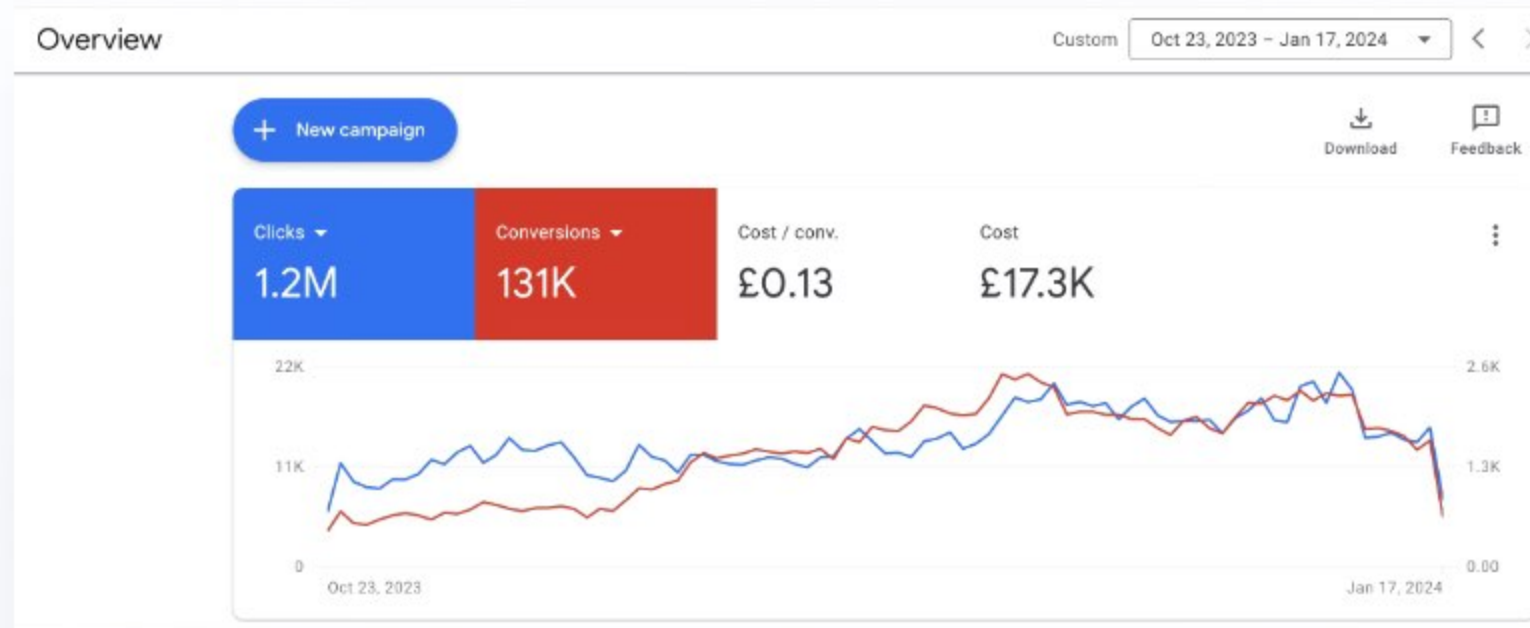 Overview
Custom
Oct 23, 2023 – Jan 17, 2024
New campaign
Download
Feedback
Clicks
Conversions
Cost / conv.
Cost
1.2M
131K
£0.13
£17.3K
22K
2.6K
11K
1.3K
0
0.00
Oct 23, 2023
Jan 17, 2024